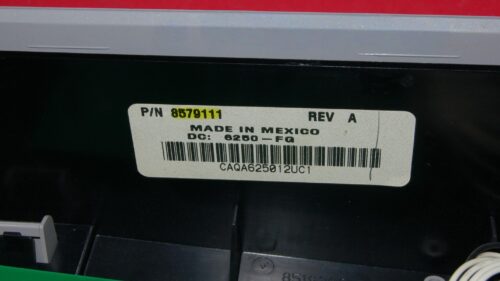 P/N 8579111 REV A
MADE IN MEXICO
DC: 6250-FG
CAQA625012UC1